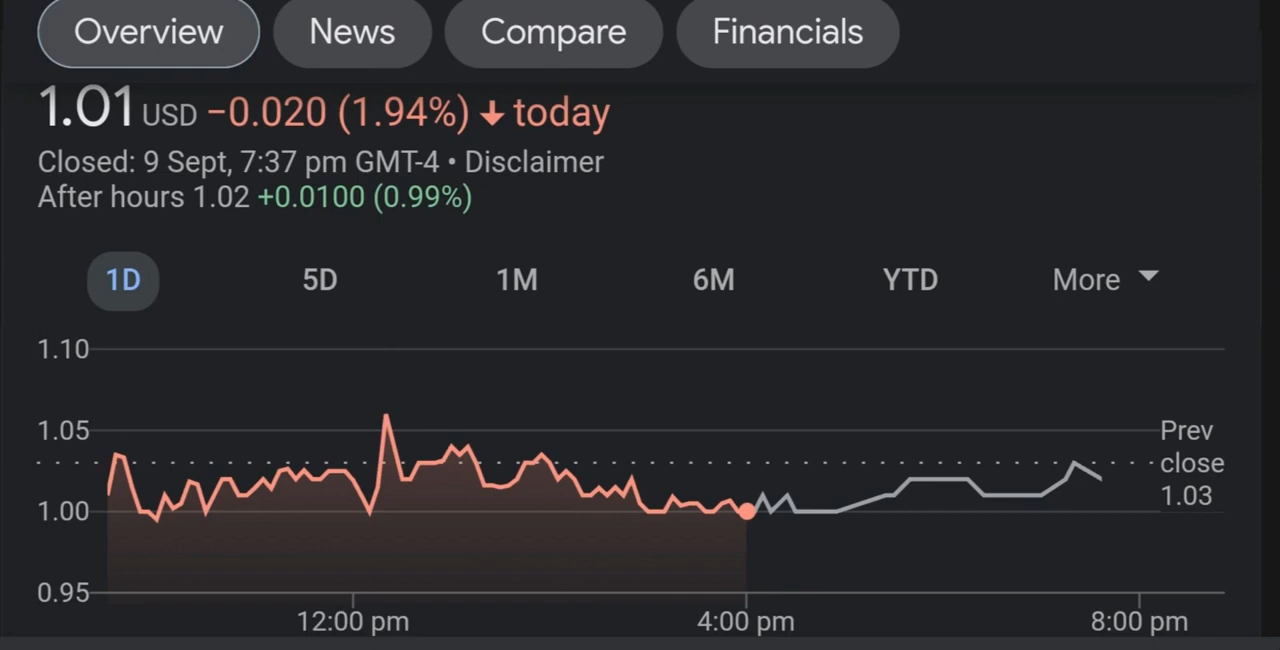 Overview News Compare Financials
1.01 USD −0.020 (1.94%) ↓ today
Closed: 9 Sept, 7:37 pm GMT-4 • Disclaimer
After hours 1.02 +0.0100 (0.99%)
1D 5D 1M 6M YTD More
1.10
1.05
Prev
close
1.03
1.00
0.95
12:00 pm 4:00 pm 8:00 pm